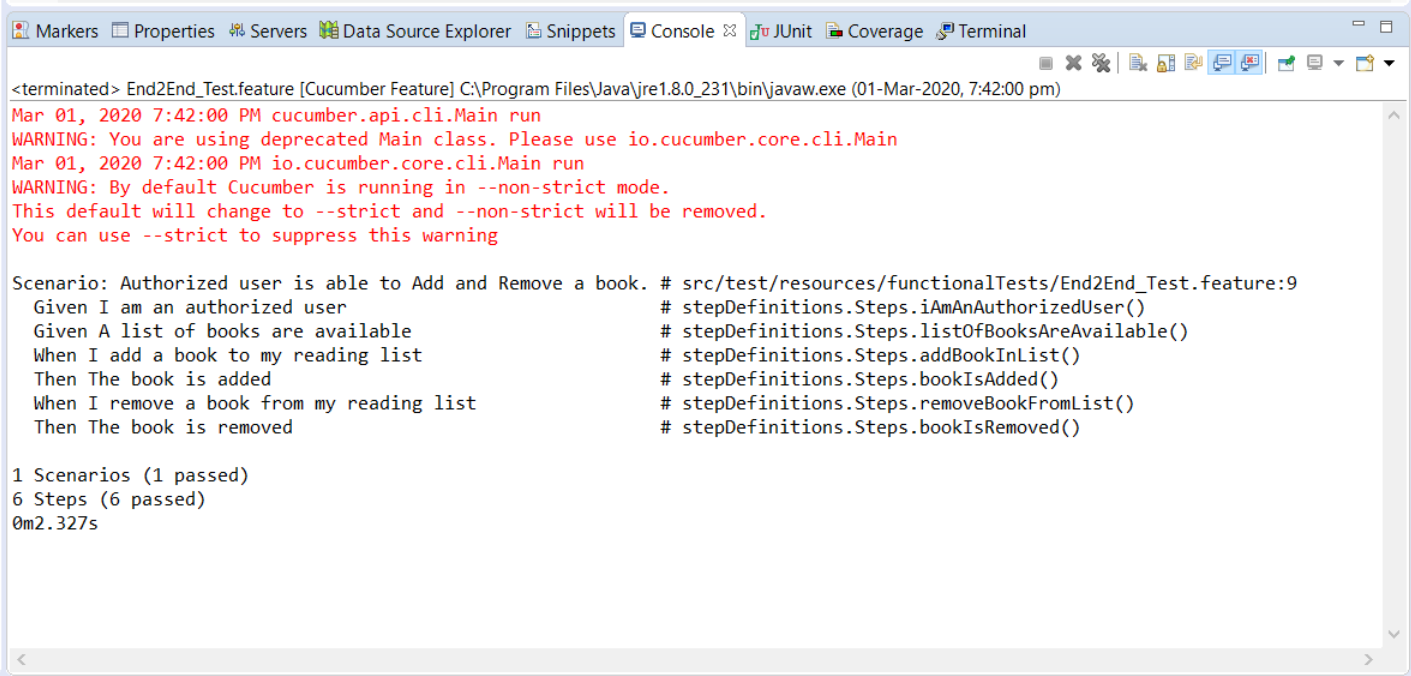 Markers Properties Servers Data Source Explorer Snippets Console JUnit Coverage Terminal
<terminated> End2End_Test.feature [Cucumber Feature] C:\Program Files\Java\jre1.8.0_231\bin\javaw.exe (01-Mar-2020, 7:42:00 pm)
Mar 01, 2020 7:42:00 PM cucumber.api.cli.Main run
WARNING: You are using deprecated Main class. Please use io.cucumber.core.cli.Main
Mar 01, 2020 7:42:00 PM io.cucumber.core.cli.Main run
WARNING: By default Cucumber is running in --non-strict mode.
This default will change to --strict and --non-strict will be removed.
You can use --strict to suppress this warning
Scenario: Authorized user is able to Add and Remove a book. # src/test/resources/functionalTests/End2End_Test.feature:9
  Given I am an authorized user                             # stepDefinitions.Steps.iAmAnAuthorizedUser()
  Given A list of books are available                       # stepDefinitions.Steps.listOfBooksAreAvailable()
  When I add a book to my reading list                      # stepDefinitions.Steps.addBookInList()
  Then The book is added                                    # stepDefinitions.Steps.bookIsAdded()
  When I remove a book from my reading list                 # stepDefinitions.Steps.removeBookFromList()
  Then The book is removed                                  # stepDefinitions.Steps.bookIsRemoved()
1 Scenarios (1 passed)
6 Steps (6 passed)
0m2.327s